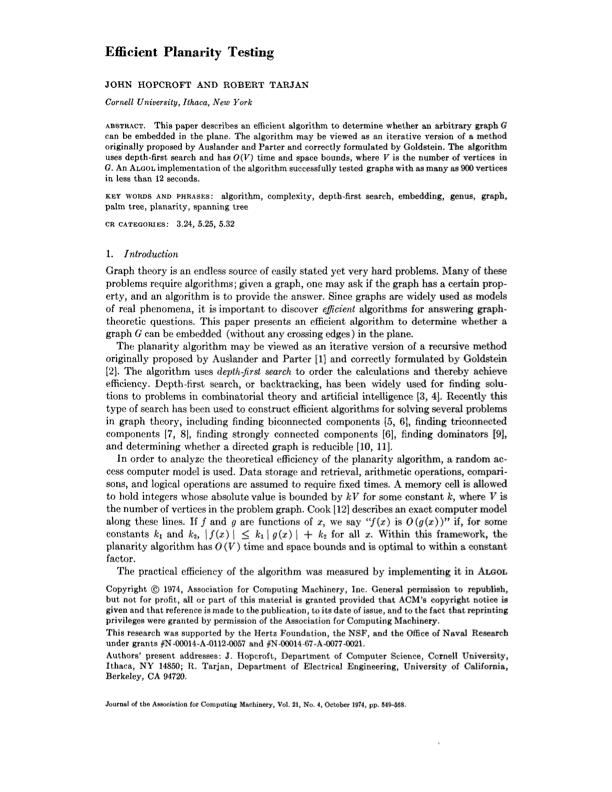 Efficient Planarity Testing
JOHN HOPCROFT AND ROBERT TARJAN
Cornell University, Ithaca, New York
ABSTRACT. This paper describes an efficient algorithm to determine whether an arbitrary graph G
can be embedded in the plane. The algorithm may be viewed as an iterative version of a method
originally proposed by Auslander and Parter and correctly formulated by Goldstein. The algorithm
uses depth-first search and has O(V) time and space bounds, where V is the number of vertices in
G. An ALGOL implementation of the algorithm successfully tested graphs with as many as 900 vertices
in less than 12 seconds.
KEY WORDS AND PHRASES: algorithm, complexity, depth-first search, embedding, genus, graph,
palm tree, planarity, spanning tree
CR CATEGORIES: 3.24, 5.25, 5.32
1. Introduction
Graph theory is an endless source of easily stated yet very hard problems. Many of these
problems require algorithms; given a graph, one may ask if the graph has a certain prop-
erty, and an algorithm is to provide the answer. Since graphs are widely used as models
of real phenomena, it is important to discover efficient algorithms for answering graph-
theoretic questions. This paper presents an efficient algorithm to determine whether a
graph G can be embedded (without any crossing edges) in the plane.
The planarity algorithm may be viewed as an iterative version of a recursive method
originally proposed by Auslander and Parter [1] and correctly formulated by Goldstein
[2]. The algorithm uses depth-first search to order the calculations and thereby achieve
efficiency. Depth-first search, or backtracking, has been widely used for finding solu-
tions to problems in combinatorial theory and artificial intelligence [3, 4]. Recently this
type of search has been used to construct efficient algorithms for solving several problems
in graph theory, including finding biconnected components [5, 6], finding triconnected
components [7, 8], finding strongly connected components [6], finding dominators [9],
and determining whether a directed graph is reducible [10, 11].
In order to analyze the theoretical efficiency of the planarity algorithm, a random ac-
cess computer model is used. Data storage and retrieval, arithmetic operations, compari-
sons, and logical operations are assumed to require fixed times. A memory cell is allowed
to hold integers whose absolute value is bounded by kV for some constant k, where V is
the number of vertices in the problem graph. Cook [12] describes an exact computer model
along these lines. If f and g are functions of x, we say "f(x) is O(g(x))" if, for some
constants k₁ and k₂, |f(x)| ≤ k₁|g(x)| + k₂ for all x. Within this framework, the
planarity algorithm has O(V) time and space bounds and is optimal to within a constant
factor.
The practical efficiency of the algorithm was measured by implementing it in ALGOL
Copyright © 1974, Association for Computing Machinery, Inc. General permission to republish,
but not for profit, all or part of this material is granted provided that ACM's copyright notice is
given and that reference is made to the publication, to its date of issue, and to the fact that reprinting
privileges were granted by permission of the Association for Computing Machinery.
This research was supported by the Hertz Foundation, the NSF, and the Office of Naval Research
under grants #N-00014-A-0112-0057 and #N-00014-67-A-0077-0021.
Authors' present addresses: J. Hopcroft, Department of Computer Science, Cornell University,
Ithaca, NY 14850; R. Tarjan, Department of Electrical Engineering, University of California,
Berkeley, CA 94720.
Journal of the Association for Computing Machinery, Vol. 21, No. 4, October 1974, pp. 549-568.